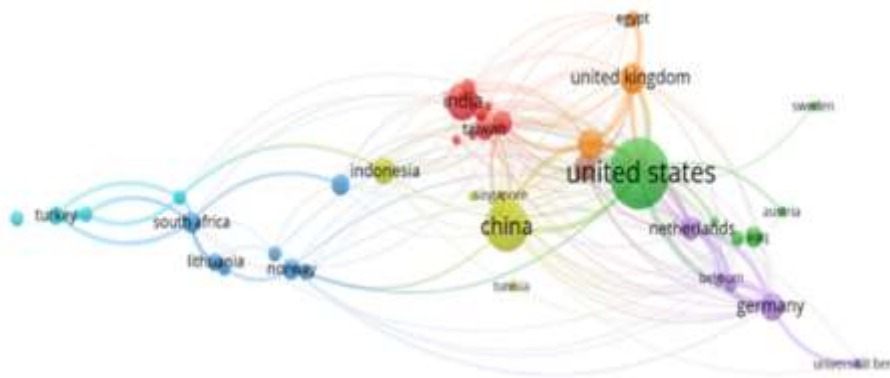 egypt
united kingdom
india
sweden
taiwan
indonesia
united states
singapore
turkey
south africa
china
netherlands
austria
iraq
lithuania
norway
belgium
tunisia
germany